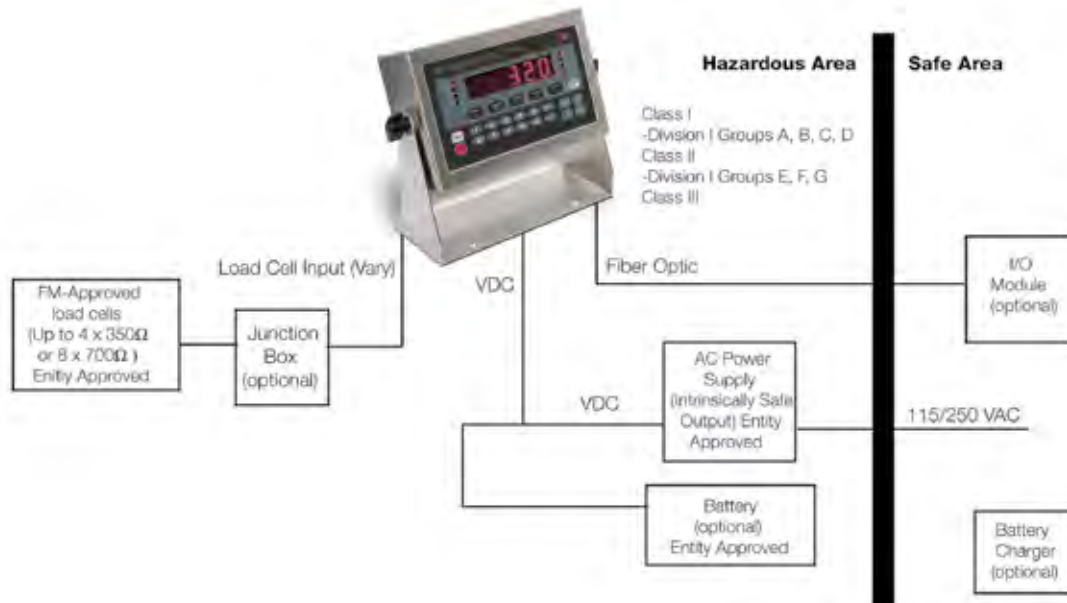 320
Hazardous Area
Safe Area
Class I
-Division I Groups A, B, C, D
Class II
-Division I Groups E, F, G
Class III
Load Cell Input (Vary)
VDC
Fiber Optic
I/O
Module
(optional)
FM-Approved
load cells
(Up to 4 x 350Ω
or 8 x 700Ω )
Enitly Approved
Junction
Box
(optional)
VDC
AC Power
Supply
(Intrinsically Safe
Output) Entity
Approved
115/250 VAC
Battery
(optional)
Entity Approved
Battery
Charger
(optional)